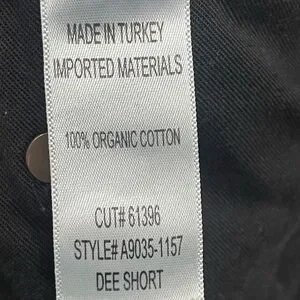 MADE IN TURKEY
IMPORTED MATERIALS
100% ORGANIC COTTON
CUT# 61396
STYLE# A9035-1157
DEE SHORT